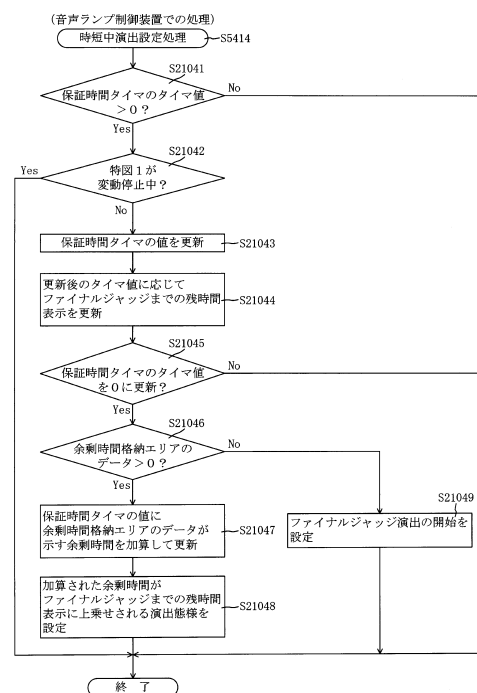 (音声ランプ制御装置での処理)
時短中演出設定処理
S5414
S21041
保証時間タイマのタイマ値
>0?
No
Yes
S21042
特図1が
変動停止中?
Yes
No
保証時間タイマの値を更新
S21043
更新後のタイマ値に応じて
ファイナルジャッジまでの残時間
表示を更新
S21044
S21045
保証時間タイマのタイマ値
を0に更新?
No
Yes
S21046
余剰時間格納エリアの
データ>0?
No
Yes
保証時間タイマの値に
余剰時間格納エリアのデータが
示す余剰時間を加算して更新
S21047
S21049
ファイナルジャッジ演出の開始を
設定
加算された余剰時間が
ファイナルジャッジまでの残時間
表示に上乗せされる演出態様を
設定
S21048
終 了